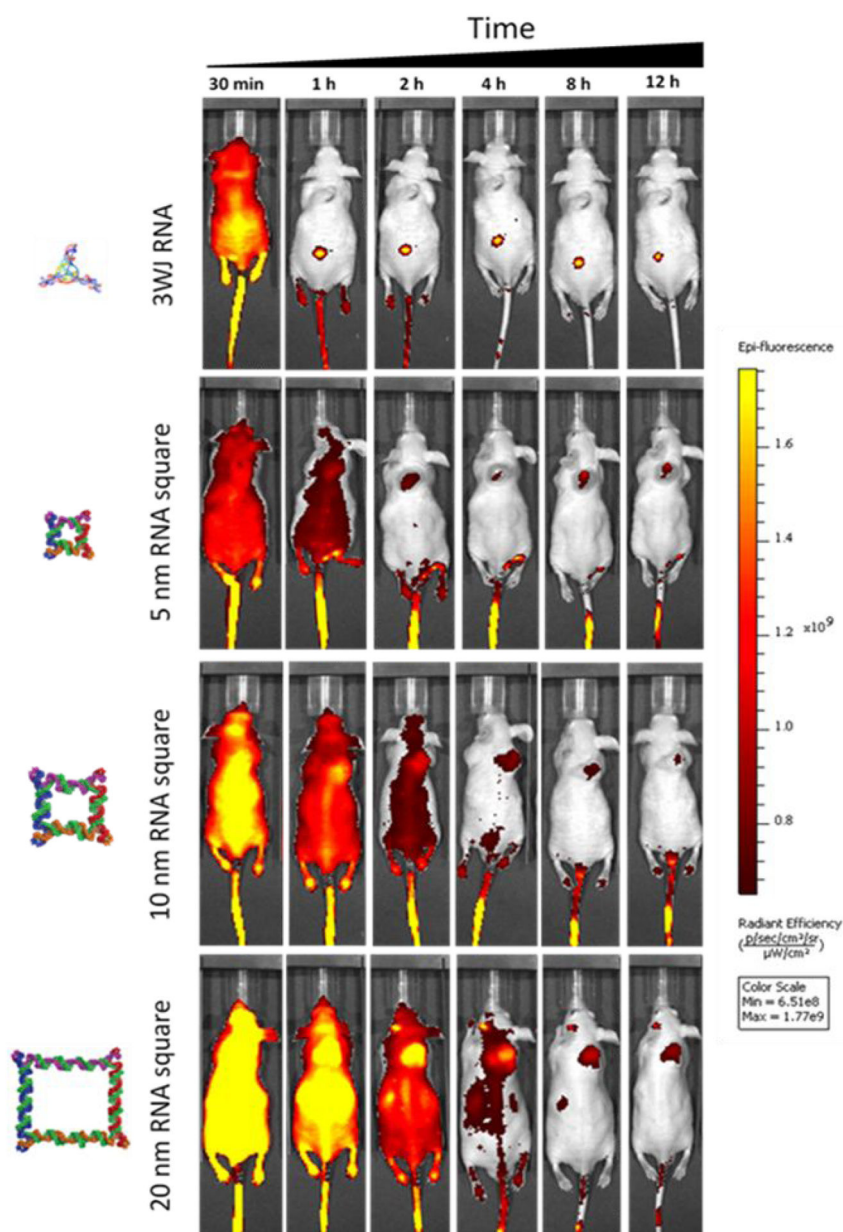 Time
30 min 1 h 2 h 4 h 8 h 12 h
3WJ RNA
5 nm RNA square
10 nm RNA square
20 nm RNA square
Epi-fluorescence
1.6
1.4
1.2
x10⁹
1.0
0.8
Radiant Efficiency
(p/sec/cm²/sr
µW/cm²)
Color Scale
Min = 6.51e8
Max = 1.77e9